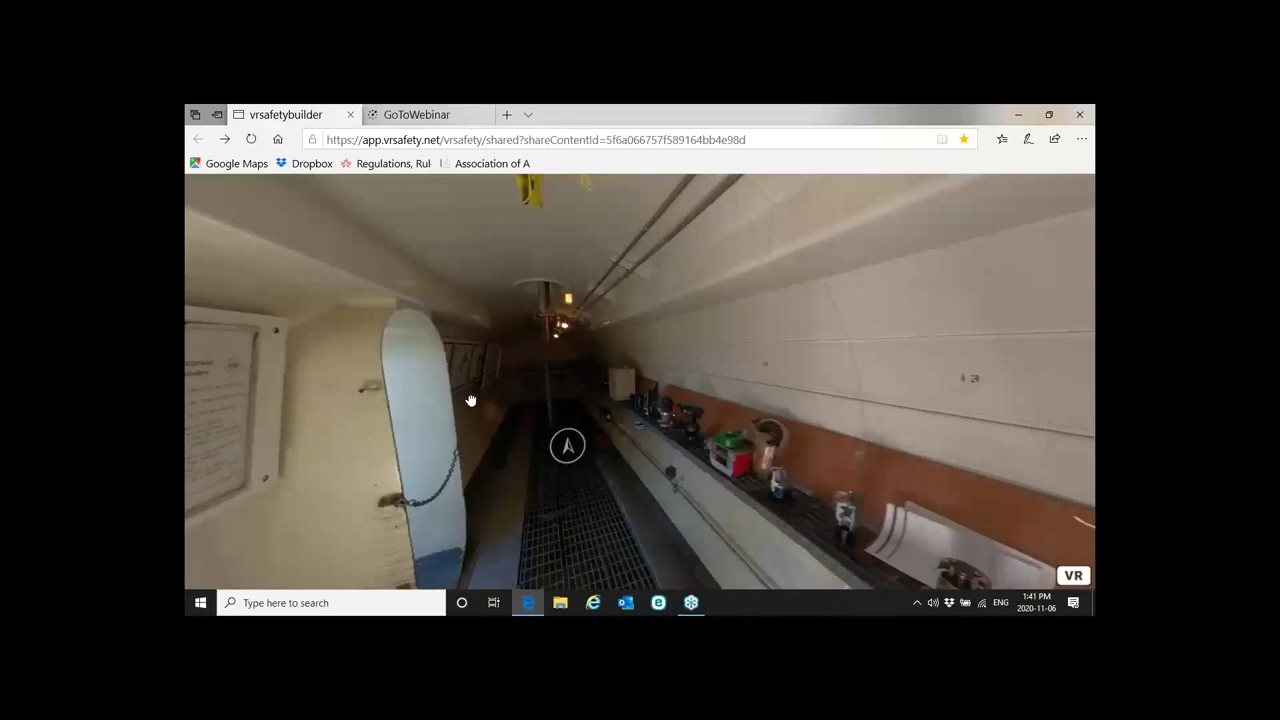 vrsafetybuilder
GoToWebinar
https://app.vrsafety.net/vrsafety/shared?shareContentId=5f6a066757f589164bb4e98d
Google Maps Dropbox Regulations, Rul Association of A
13
VR
Type here to search
ENG
1:41 PM
2020-11-06